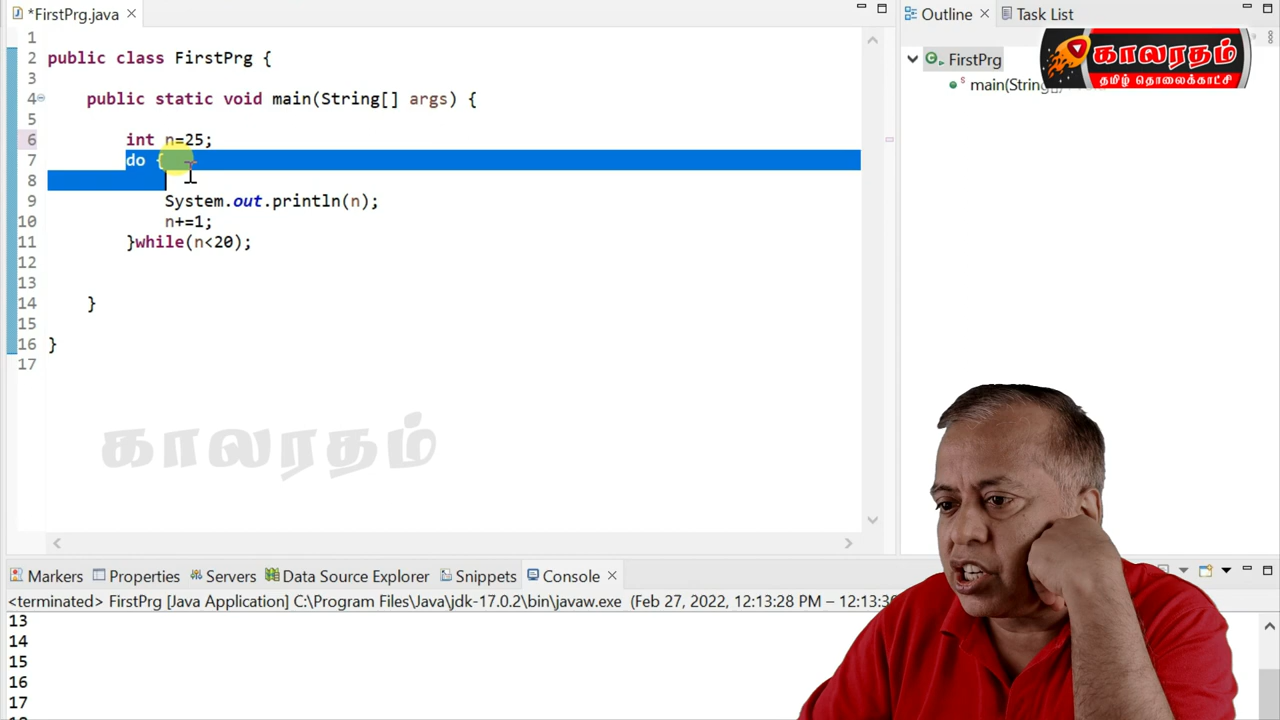 *FirstPrg.java
Outline
Task List
1
2 public class FirstPrg {
3
4 public static void main(String[] args) {
5
6 int n=25;
7 do {
8
9 System.out.println(n);
10 n+=1;
11 }while(n<20);
12
13
14 }
15
16 }
17
FirstPrg
main(String[]
காலரதம்
தமிழ் தொலைக்காட்சி
காலரதம்
Markers Properties Servers Data Source Explorer Snippets Console
<terminated> FirstPrg [Java Application] C:\Program Files\Java\jdk-17.0.2\bin\javaw.exe (Feb 27, 2022, 12:13:28 PM – 12:13:30
13
14
15
16
17